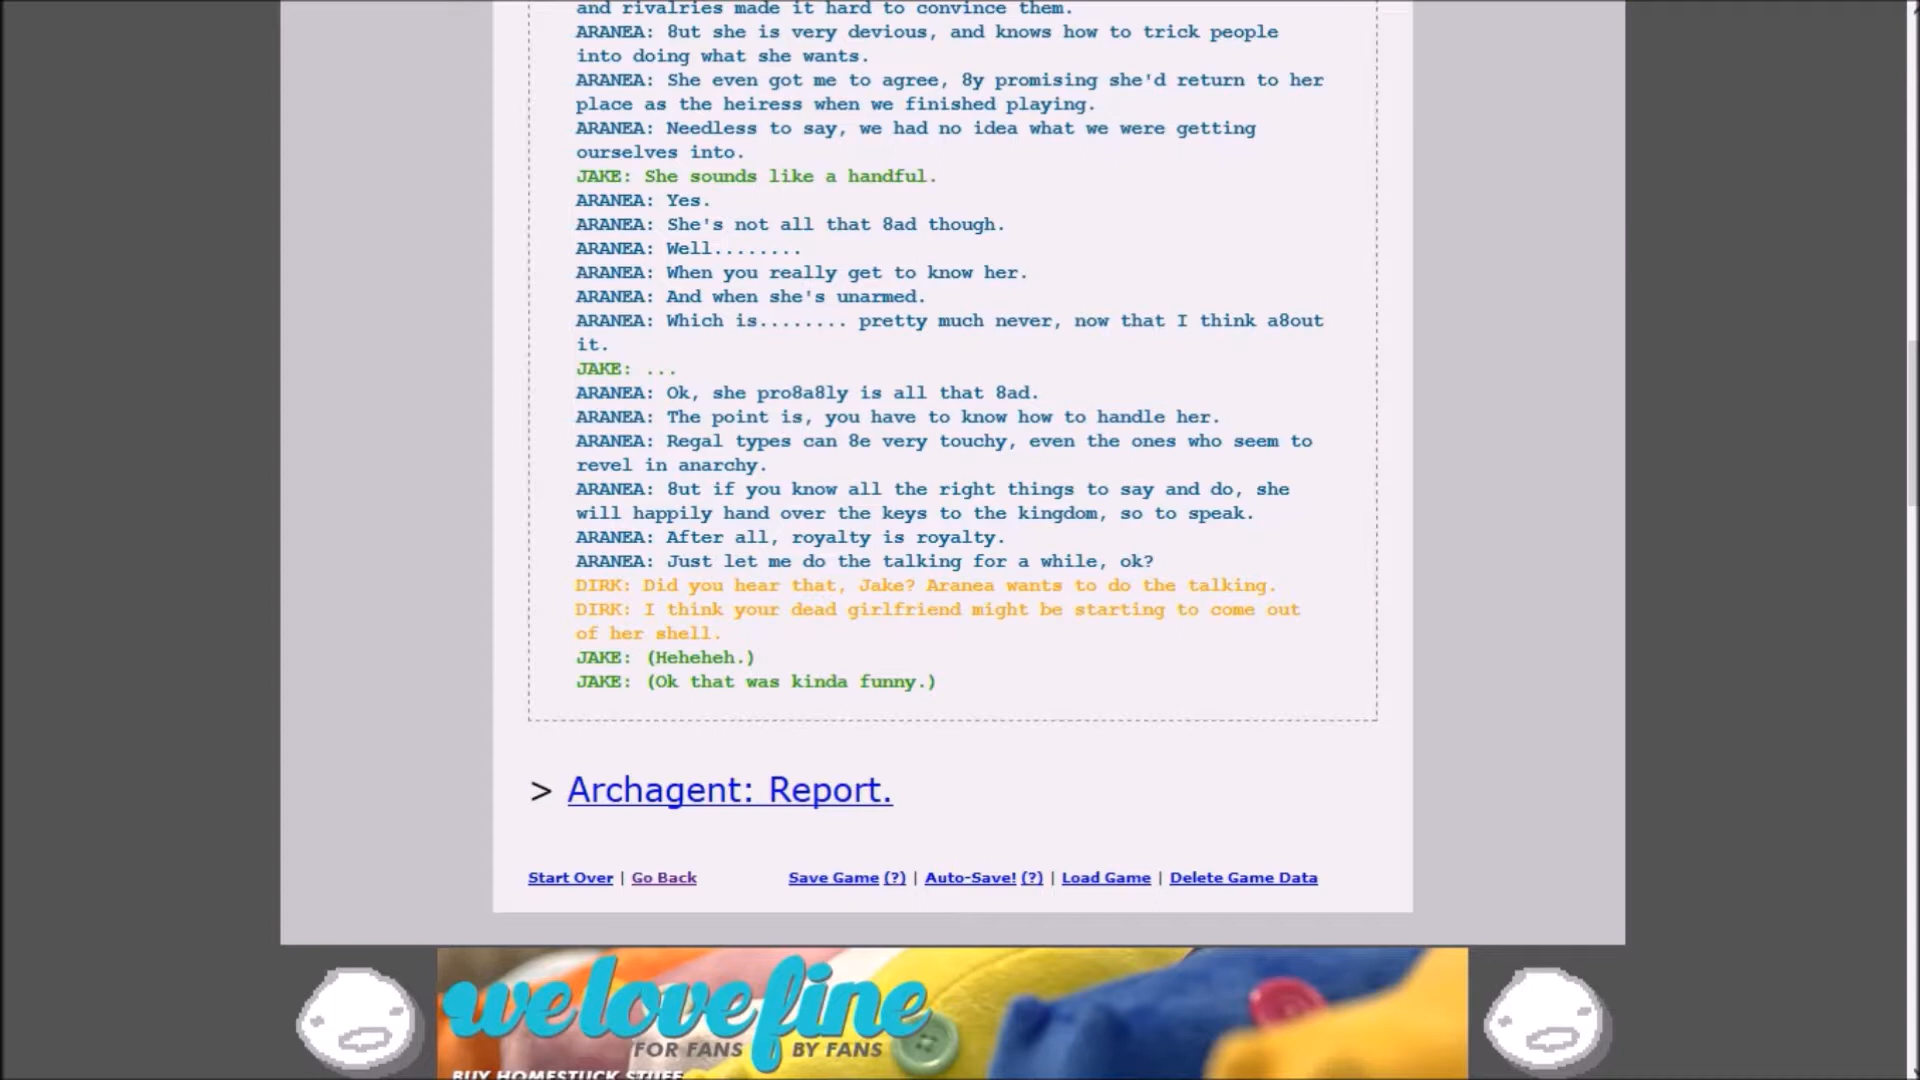 and rivalries made it hard to convince them.
ARANEA: 8ut she is very devious, and knows how to trick people
into doing what she wants.
ARANEA: She even got me to agree, 8y promising she'd return to her
place as the heiress when we finished playing.
ARANEA: Needless to say, we had no idea what we were getting
ourselves into.
JAKE: She sounds like a handful.
ARANEA: Yes.
ARANEA: She's not all that 8ad though.
ARANEA: Well........
ARANEA: When you really get to know her.
ARANEA: And when she's unarmed.
ARANEA: Which is........ pretty much never, now that I think a8out
it.
JAKE: ...
ARANEA: Ok, she pro8a8ly is all that 8ad.
ARANEA: The point is, you have to know how to handle her.
ARANEA: Regal types can 8e very touchy, even the ones who seem to
revel in anarchy.
ARANEA: 8ut if you know all the right things to say and do, she
will happily hand over the keys to the kingdom, so to speak.
ARANEA: After all, royalty is royalty.
ARANEA: Just let me do the talking for a while, ok?
DIRK: Did you hear that, Jake? Aranea wants to do the talking.
DIRK: I think your dead girlfriend might be starting to come out
of her shell.
JAKE: (Heheheh.)
JAKE: (Ok that was kinda funny.)
> Archagent: Report.
Start Over | Go Back Save Game (?) | Auto-Save! (?) | Load Game | Delete Game Data
welovefine
FOR FANS BY FANS
BUY HOMESTUCK STUFF